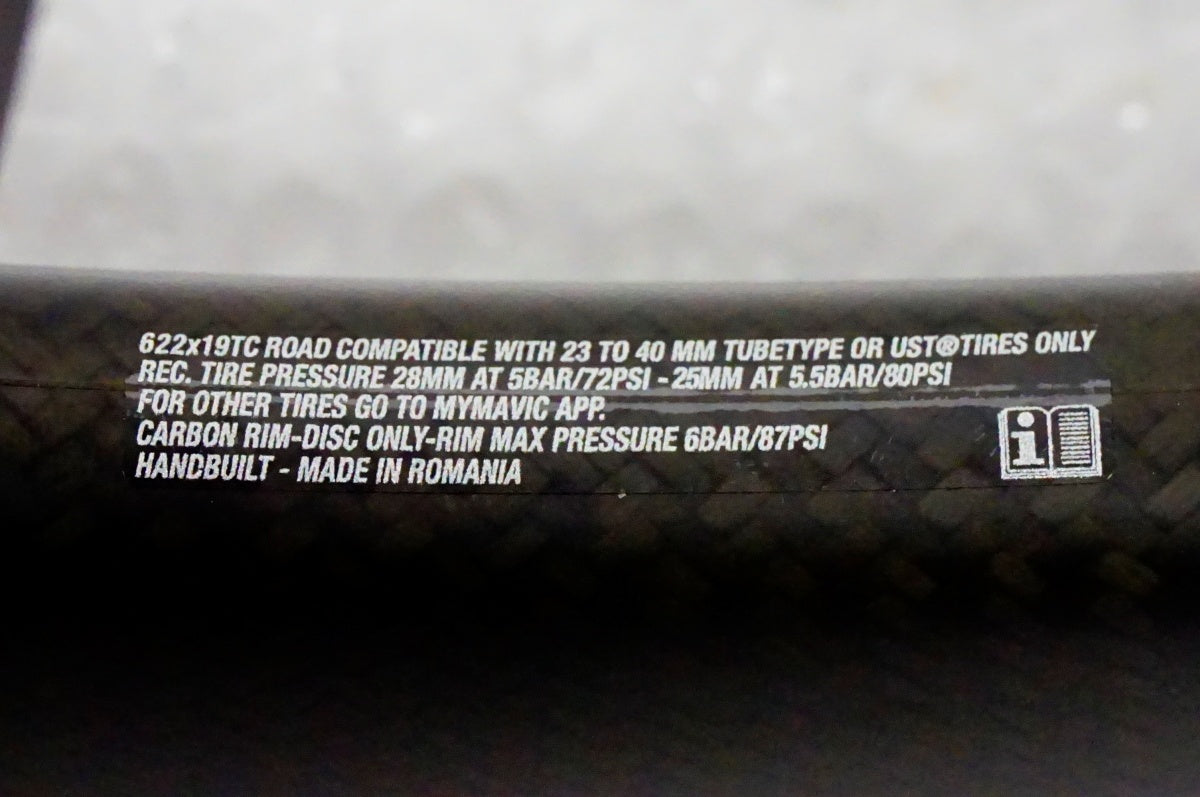 622x19TC ROAD COMPATIBLE WITH 23 TO 40 MM TUBETYPE OR UST®TIRES ONLY
REC. TIRE PRESSURE 28MM AT 5BAR/72PSI - 25MM AT 5.5BAR/80PSI
FOR OTHER TIRES GO TO MYMAVIC APP.
CARBON RIM-DISC ONLY-RIM MAX PRESSURE 6BAR/87PSI
HANDBUILT - MADE IN ROMANIA
i